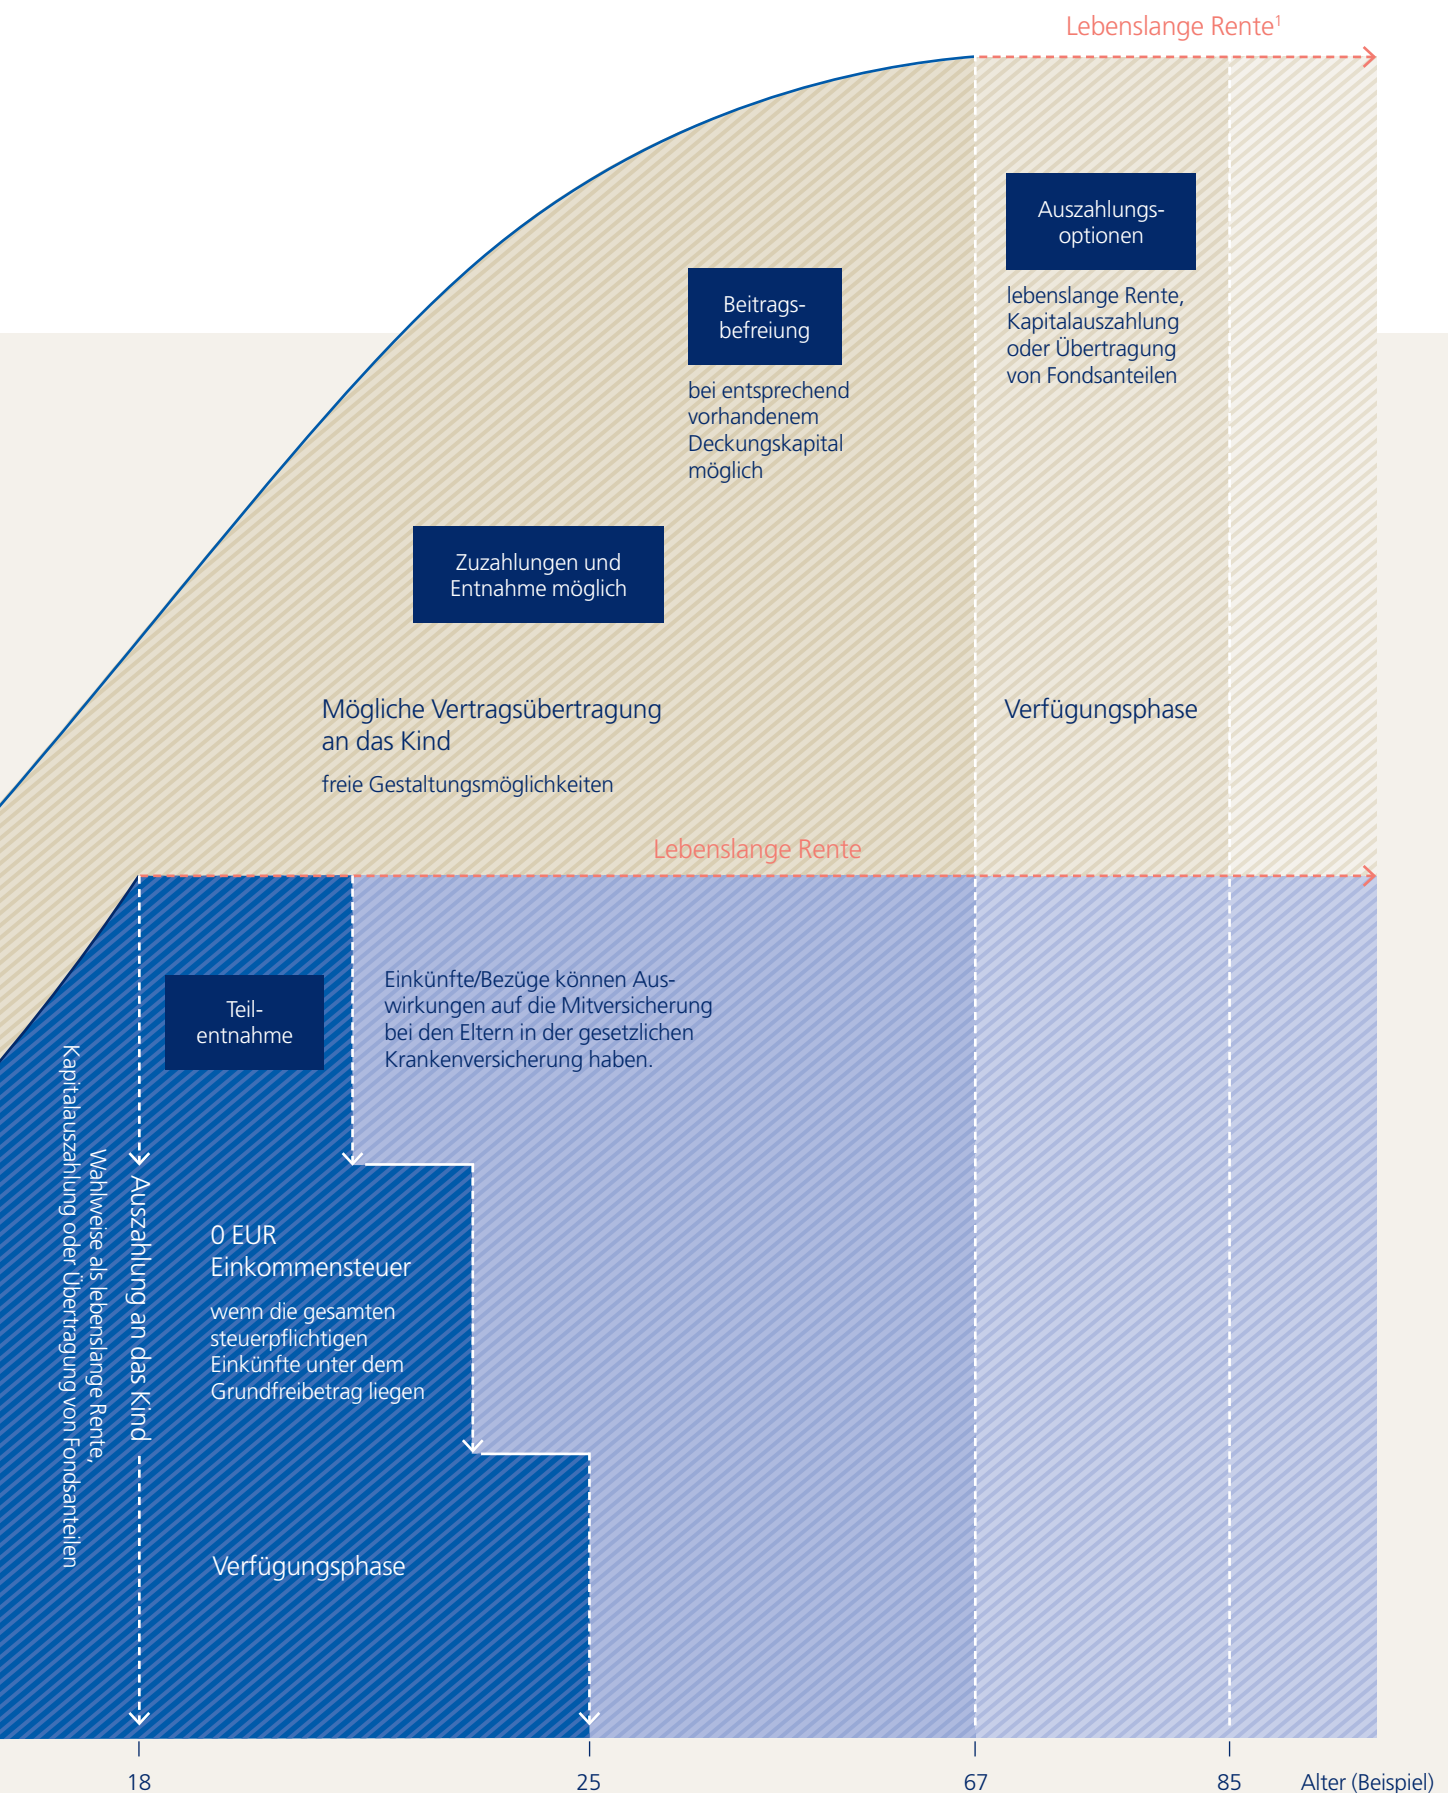 Lebenslange Rente¹
Auszahlungs-
optionen
lebenslange Rente,
Kapitalauszahlung
oder Übertragung
von Fondsanteilen
Beitrags-
befreiung
bei entsprechend
vorhandenem
Deckungskapital
möglich
Zuzahlungen und
Entnahme möglich
Mögliche Vertragsübertragung
an das Kind
freie Gestaltungsmöglichkeiten
Verfügungsphase
Lebenslange Rente
Teil-
entnahme
Einkünfte/Bezüge können Aus-
wirkungen auf die Mitversicherung
bei den Eltern in der gesetzlichen
Krankenversicherung haben.
Auszahlung an das Kind
Wahlweise als lebenslange Rente,
Kapitalauszahlung oder Übertragung von Fondsanteilen
0 EUR
Einkommensteuer
wenn die gesamten
steuerpflichtigen
Einkünfte unter dem
Grundfreibetrag liegen
Verfügungsphase
18
25
67
85
Alter (Beispiel)